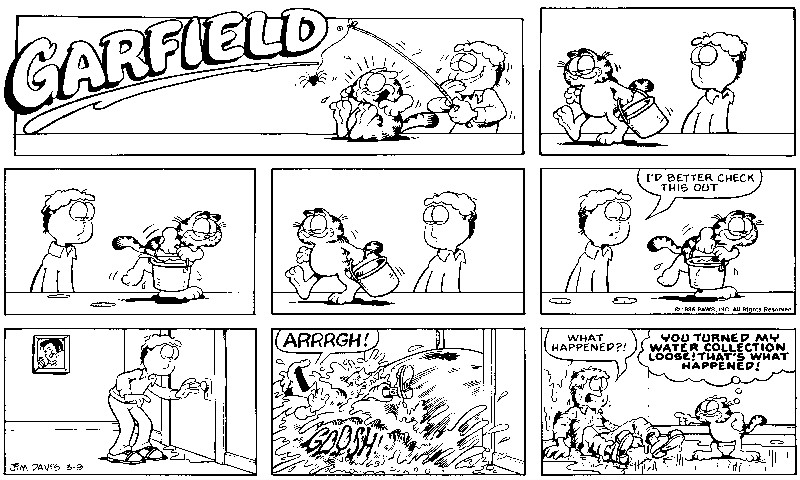 GARFIELD
I'D BETTER CHECK
THIS OUT
© 1986 PAWS, INC. All Rights Reserved
JIM DAVIS 3-9
ARRRGH!
GOOSH!
WHAT
HAPPENED?!
YOU TURNED MY
WATER COLLECTION
LOOSE! THAT'S WHAT
HAPPENED!